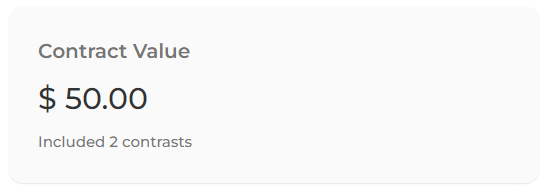 Contract Value
$ 50.00
Included 2 contrasts